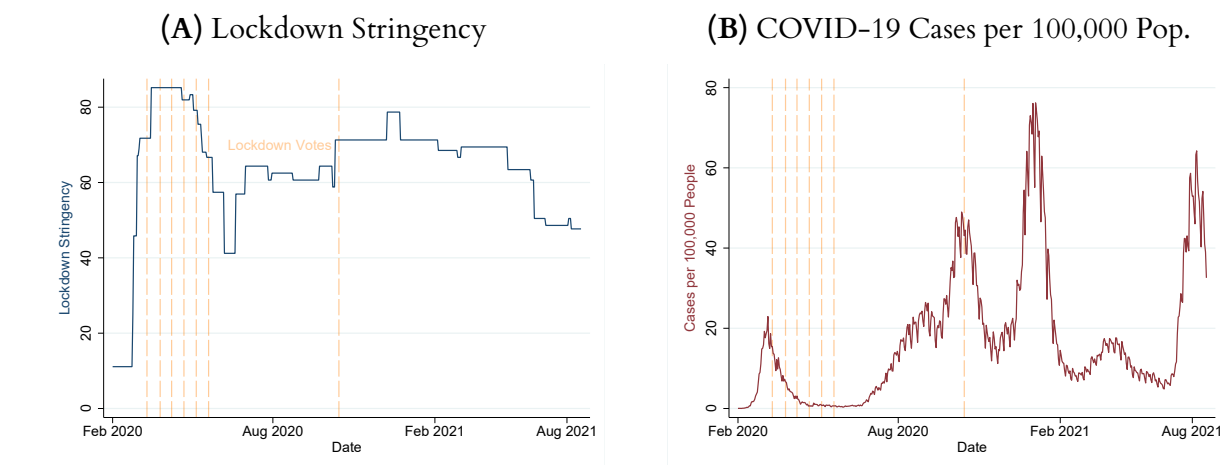 (A) Lockdown Stringency
Lockdown Stringency
80
60
40
20
0
Lockdown Votes
Feb 2020
Aug 2020
Feb 2021
Aug 2021
Date
(B) COVID-19 Cases per 100,000 Pop.
Cases per 100,000 People
80
60
40
20
0
Feb 2020
Aug 2020
Feb 2021
Aug 2021
Date